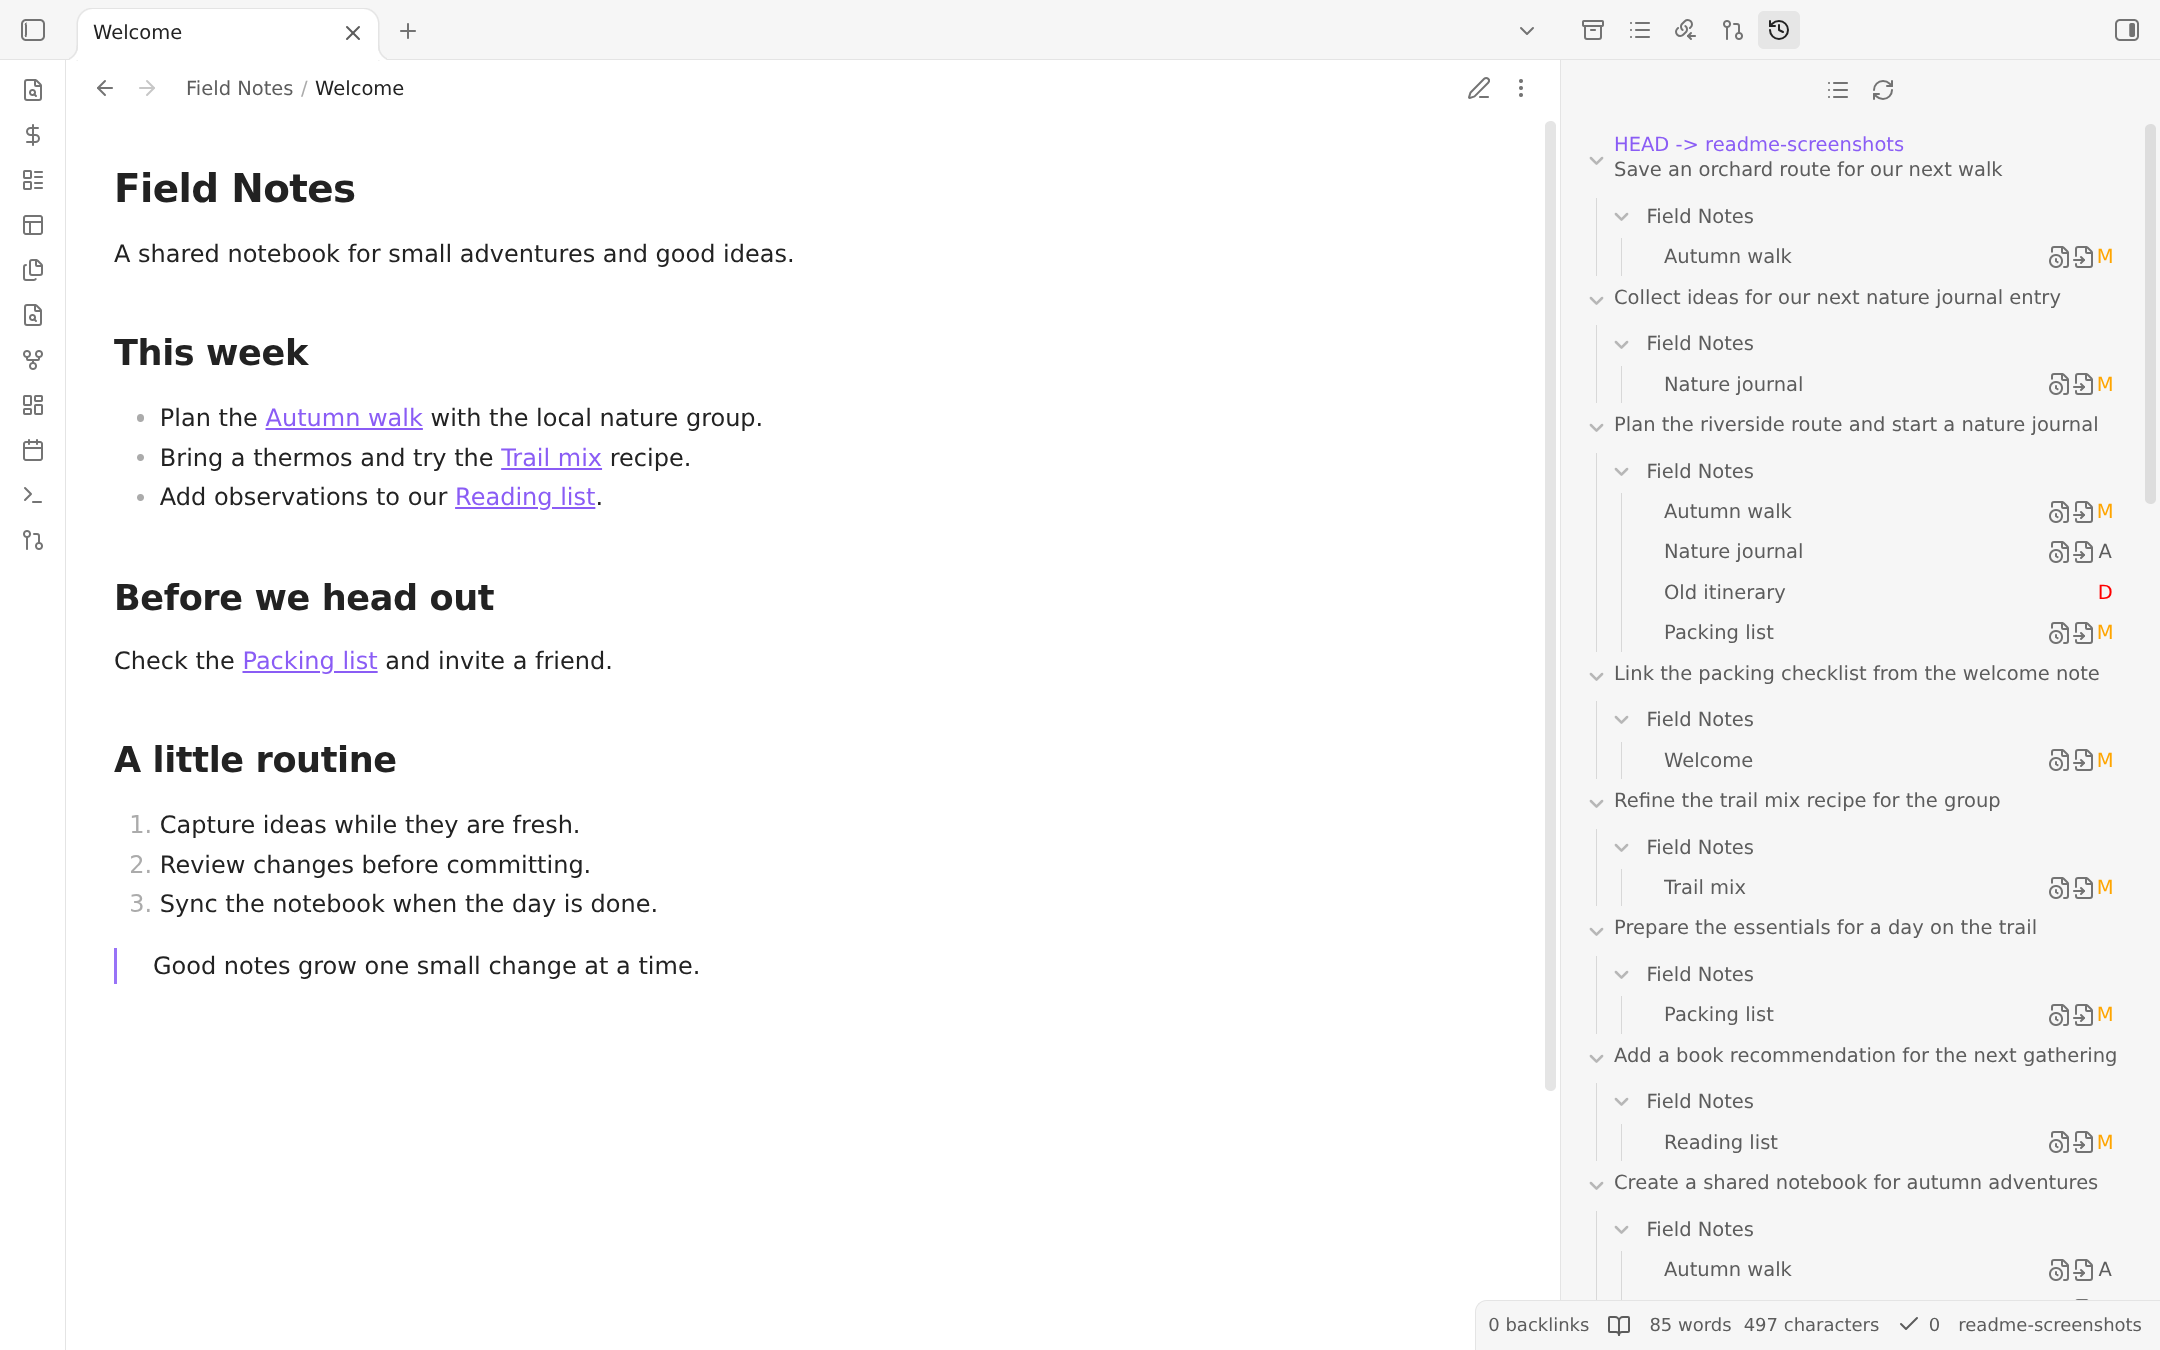 Welcome
Field Notes / Welcome
Field Notes
A shared notebook for small adventures and good ideas.
This week
Plan the Autumn walk with the local nature group.
Bring a thermos and try the Trail mix recipe.
Add observations to our Reading list.
Before we head out
Check the Packing list and invite a friend.
A little routine
1. Capture ideas while they are fresh.
2. Review changes before committing.
3. Sync the notebook when the day is done.
Good notes grow one small change at a time.
HEAD -> readme-screenshots
Save an orchard route for our next walk
Field Notes
Autumn walk M
Collect ideas for our next nature journal entry
Field Notes
Nature journal M
Plan the riverside route and start a nature journal
Field Notes
Autumn walk M
Nature journal A
Old itinerary D
Packing list M
Link the packing checklist from the welcome note
Field Notes
Welcome M
Refine the trail mix recipe for the group
Field Notes
Trail mix M
Prepare the essentials for a day on the trail
Field Notes
Packing list M
Add a book recommendation for the next gathering
Field Notes
Reading list M
Create a shared notebook for autumn adventures
Field Notes
Autumn walk A
0 backlinks 85 words 497 characters 0 readme-screenshots